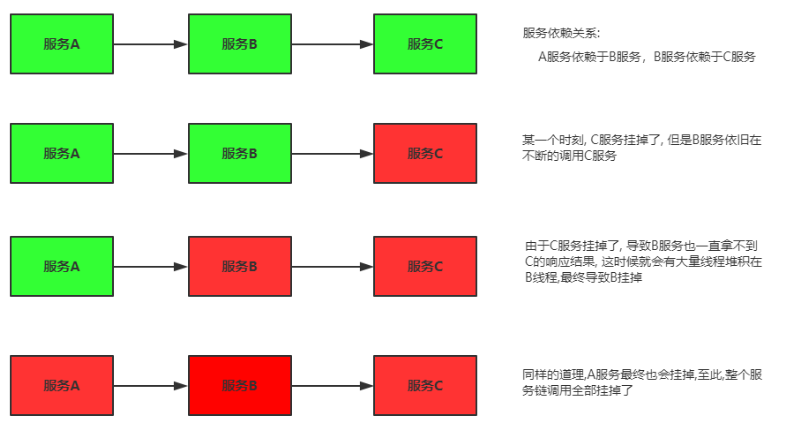 服务A
服务B
服务C
服务依赖关系:
A服务依赖于B服务，B服务依赖于C服务
服务A
服务B
服务C
某一个时刻, C服务挂掉了, 但是B服务依旧在
不断的调用C服务
服务A
服务B
服务C
由于C服务挂掉了, 导致B服务也一直拿不到
C的响应结果, 这时候就会有大量线程堆积在
B线程,最终导致B挂掉
服务A
服务B
服务C
同样的道理,A服务最终也会挂掉,至此,整个服
务链调用全部挂掉了